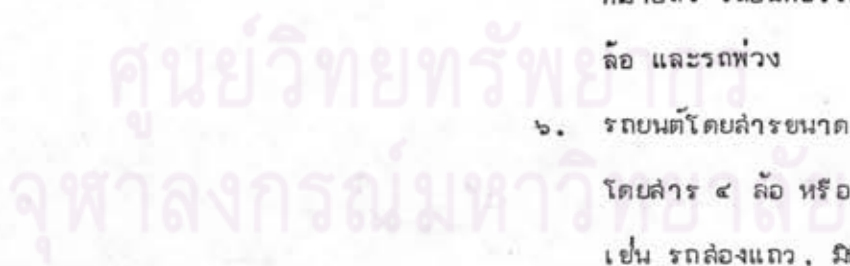 ล้อ และรถพ่วง
๖. รถยนต์โดยสารขนาด
โดยสาร ๔ ล้อ หรือ
เช่น รถสองแถว, มิ
ศูนย์วิทยทรัพยากร
จุฬาลงกรณ์มหาวิทยาลัย